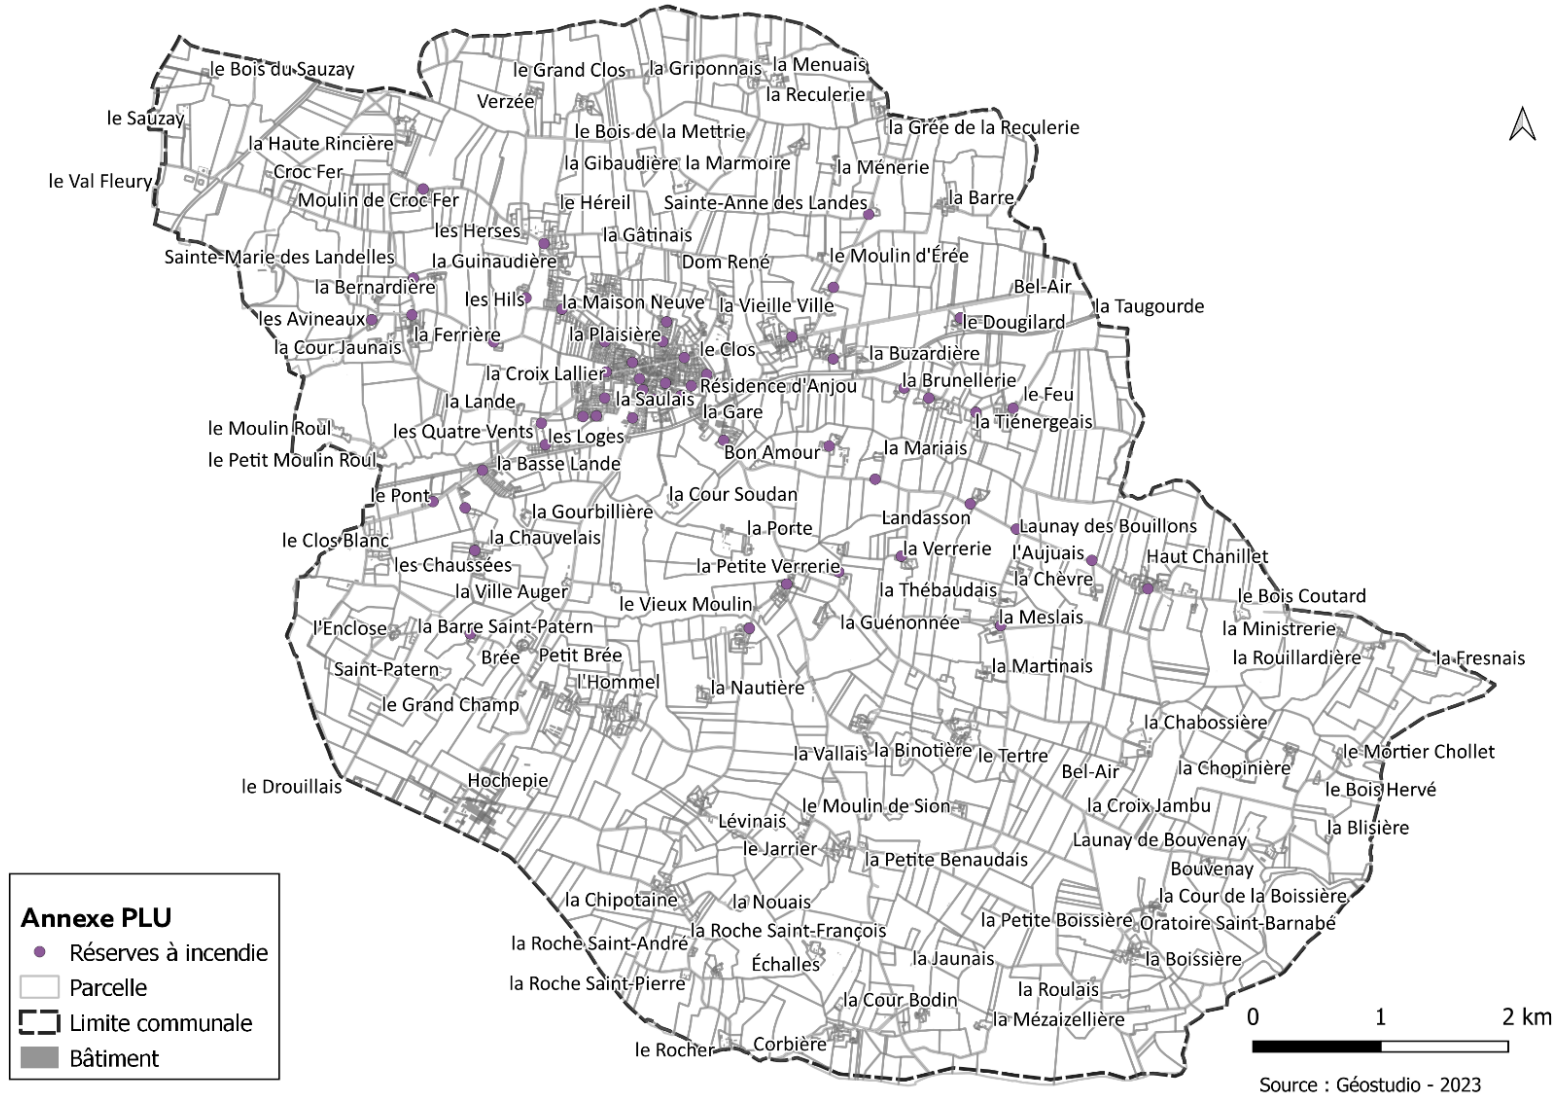 le Bois du Sauzay
le Grand Clos
la Griponnais
la Menuais
Verzée
la Reculerie
le Sauzay
le Bois de la Mettrie
la Grée de la Reculerie
la Haute Rincière
la Gibaudière
la Marmoire
la Ménerie
Croc Fer
le Val Fleury
Moulin de Croc Fer
le Héreil
Sainte-Anne des Landes
la Barre
les Herses
la Gâtinais
Sainte-Marie des Landelles
la Guinaudière
Dom René
le Moulin d'Érée
la Bernardière
Bel-Air
les Hils
la Maison Neuve
la Vieille Ville
la Taugourde
les Avineaux
la Ferrière
la Plaisière
le Dougilard
la Cour Jaunais
le Clos
la Buzardière
la Croix Lallier
Résidence d'Anjou
la Brunellerie
le Feu
la Lande
la Saulais
la Gare
la Tiénergeais
le Moulin Roul
les Quatre Vents
les Loges
Bon Amour
la Mariais
le Petit Moulin Roul
la Basse Lande
le Pont
la Cour Soudan
la Gourbillière
Landasson
Launay des Bouillons
le Clos Blanc
la Chauvelais
la Porte
la Verrerie
l'Aujuais
Haut Chanillet
les Chaussées
la Petite Verrerie
la Chèvre
la Ville Auger
le Vieux Moulin
la Thébaudais
le Bois Coutard
l'Enclose
la Barre Saint-Patern
la Guénonnée
la Meslais
la Ministrerie
Brée
Petit Brée
la Rouillardière
la Fresnais
Saint-Patern
l'Hommel
la Nautière
la Martinais
le Grand Champ
la Chabossière
la Vallais
la Binotière
le Tertre
le Mortier Chollet
Bel-Air
la Chopinière
le Drouillais
Hochepie
le Bois Hervé
le Moulin de Sion
la Croix Jambu
Lévinais
la Blisière
le Jarrier
Launay de Bouvenay
la Petite Benaudais
Bouvenay
la Chipotaine
la Nouais
la Cour de la Boissière
la Petite Boissière
Oratoire Saint-Barnabé
la Roche Saint-François
la Roche Saint-André
Échalles
la Jaunais
la Boissière
la Roche Saint-Pierre
la Roulais
la Cour Bodin
la Mézaizellière
le Rocher
Corbière
Annexe PLU
Réserves à incendie
Parcelle
Limite communale
Bâtiment
0 1 2 km
Source : Géostudio - 2023